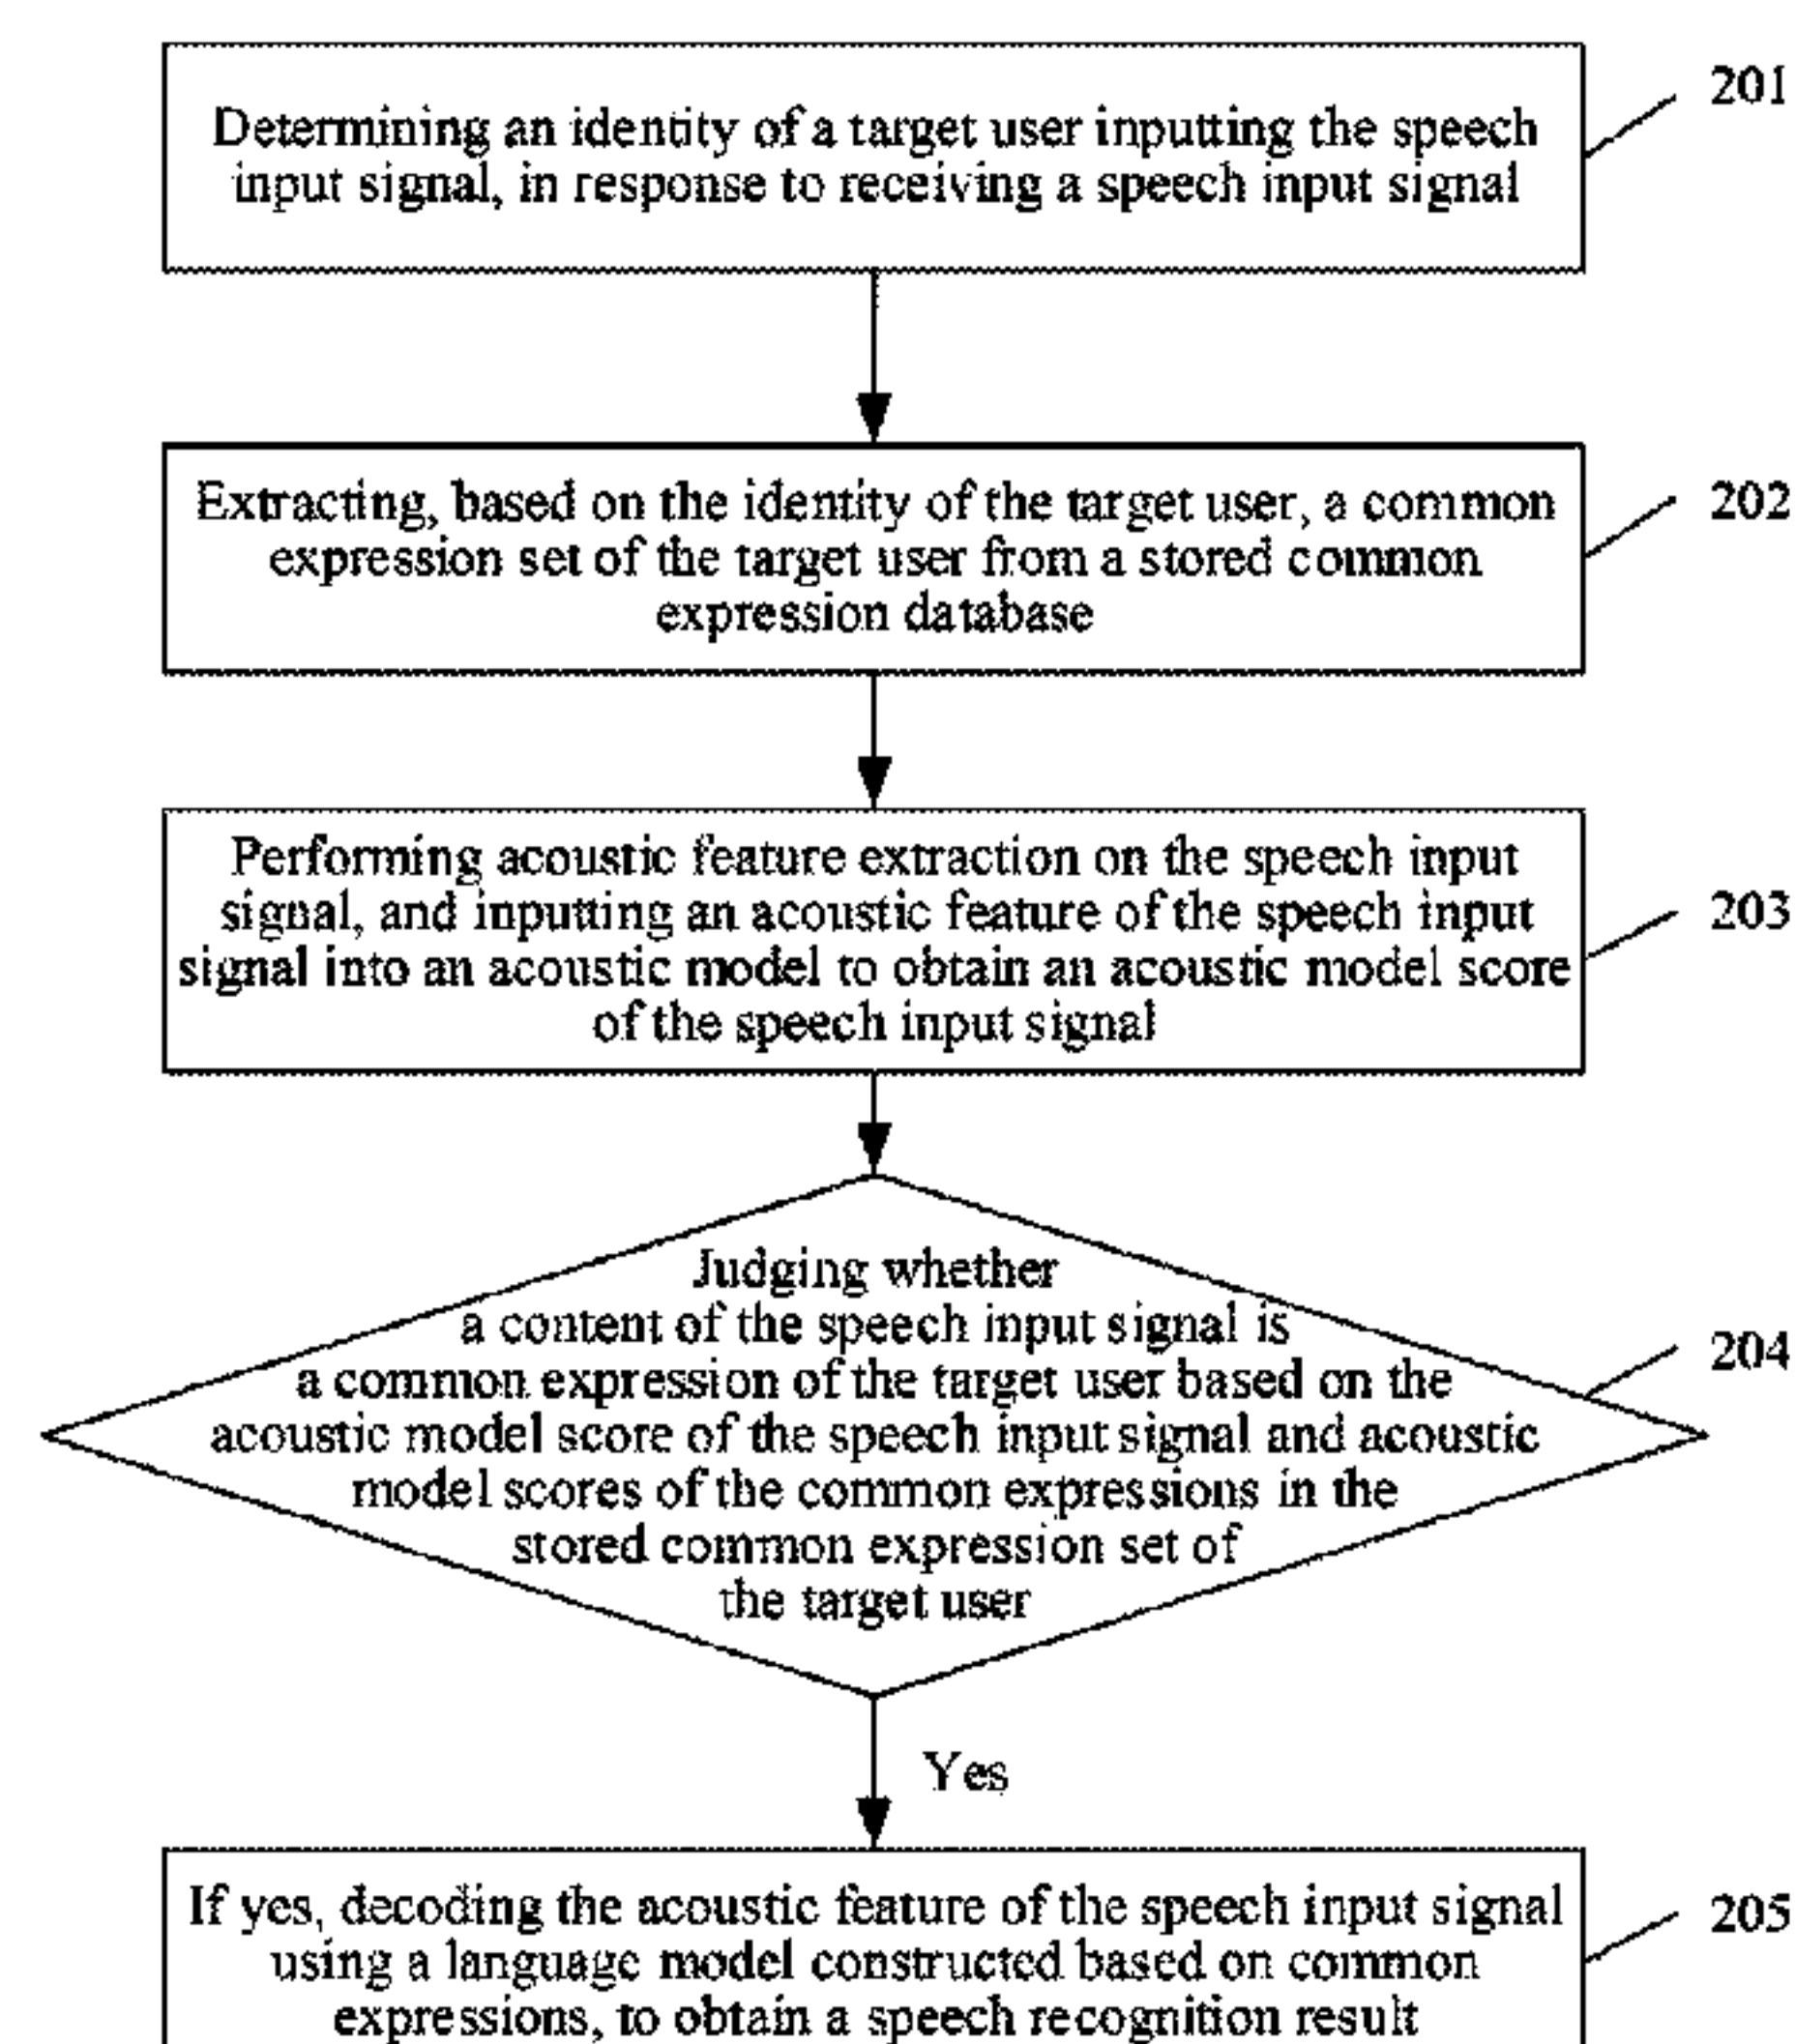 201
Determining an identity of a target user inputting the speech
input signal, in response to receiving a speech input signal
202
Extracting, based on the identity of the target user, a common
expression set of the target user from a stored common
expression database
203
Performing acoustic feature extraction on the speech input
signal, and inputting an acoustic feature of the speech input
signal into an acoustic model to obtain an acoustic model score
of the speech input signal
204
Judging whether
a content of the speech input signal is
a common expression of the target user based on the
acoustic model score of the speech input signal and acoustic
model scores of the common expressions in the
stored common expression set of
the target user
Yes
205
If yes, decoding the acoustic feature of the speech input signal
using a language model constructed based on common
expressions, to obtain a speech recognition result